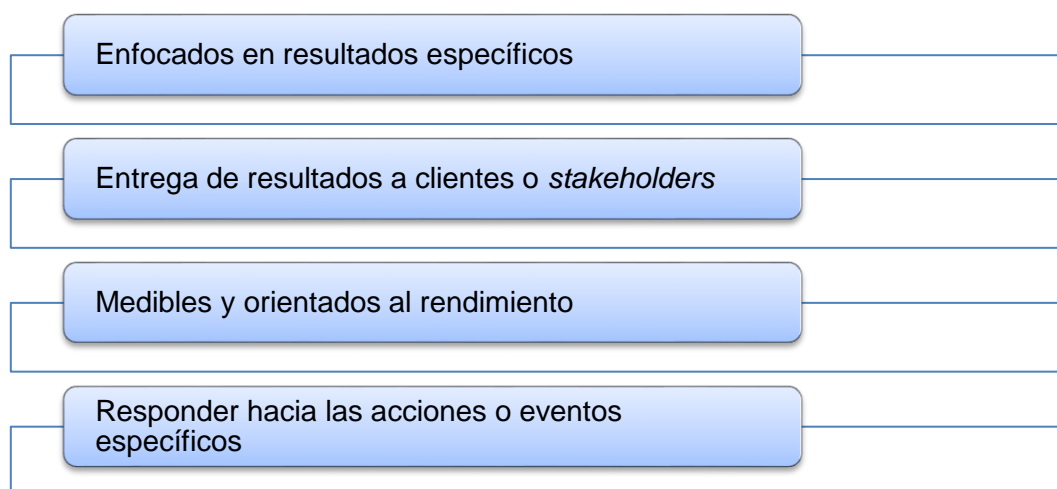 Enfocados en resultados específicos
Entrega de resultados a clientes o stakeholders
Medibles y orientados al rendimiento
Responder hacia las acciones o eventos
específicos